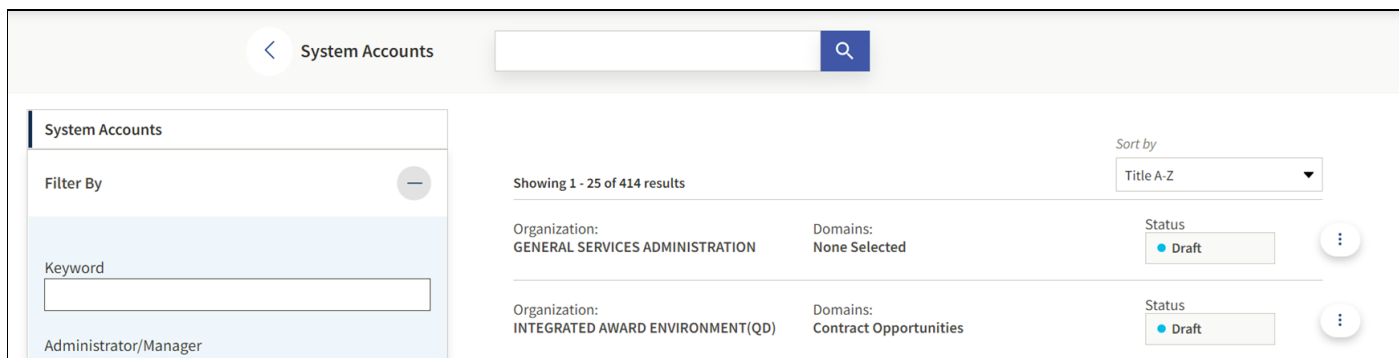 System Accounts
System Accounts
Filter By
Keyword
Administrator/Manager
Sort by
Title A-Z
Showing 1 - 25 of 414 results
Organization:
GENERAL SERVICES ADMINISTRATION
Domains:
None Selected
Status
Draft
Organization:
INTEGRATED AWARD ENVIRONMENT(QD)
Domains:
Contract Opportunities
Status
Draft